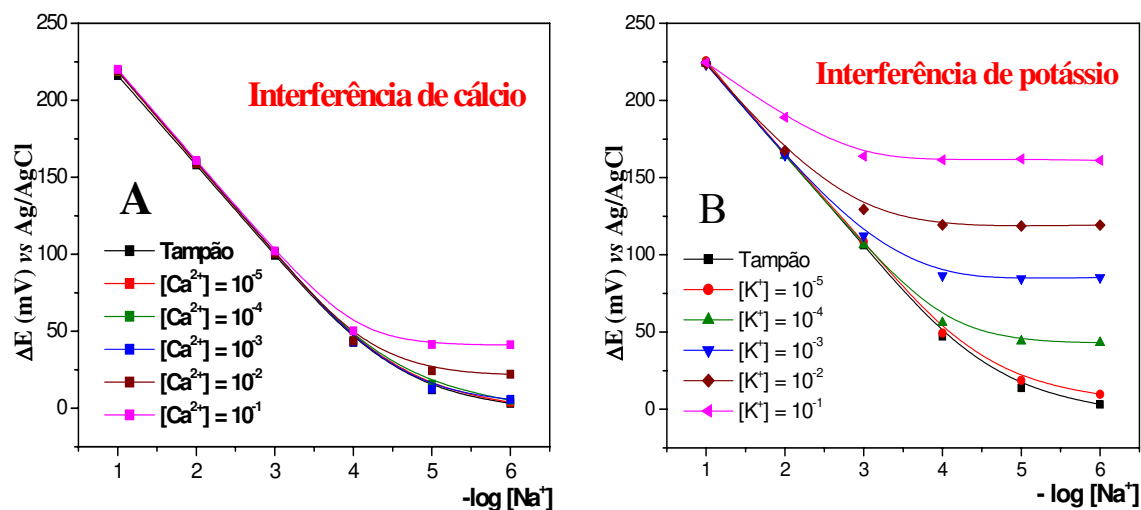 250
200
150
100
50
0
ΔE (mV) vs Ag/AgCl
Interferência de cálcio
A
Tampão
[Ca²⁺] = 10⁻⁵
[Ca²⁺] = 10⁻⁴
[Ca²⁺] = 10⁻³
[Ca²⁺] = 10⁻²
[Ca²⁺] = 10⁻¹
1 2 3 4 5 6
-log [Na⁺]
250
200
150
100
50
0
ΔE (mV) vs Ag/AgCl
Interferência de potássio
B
Tampão
[K⁺] = 10⁻⁵
[K⁺] = 10⁻⁴
[K⁺] = 10⁻³
[K⁺] = 10⁻²
[K⁺] = 10⁻¹
1 2 3 4 5 6
- log [Na⁺]